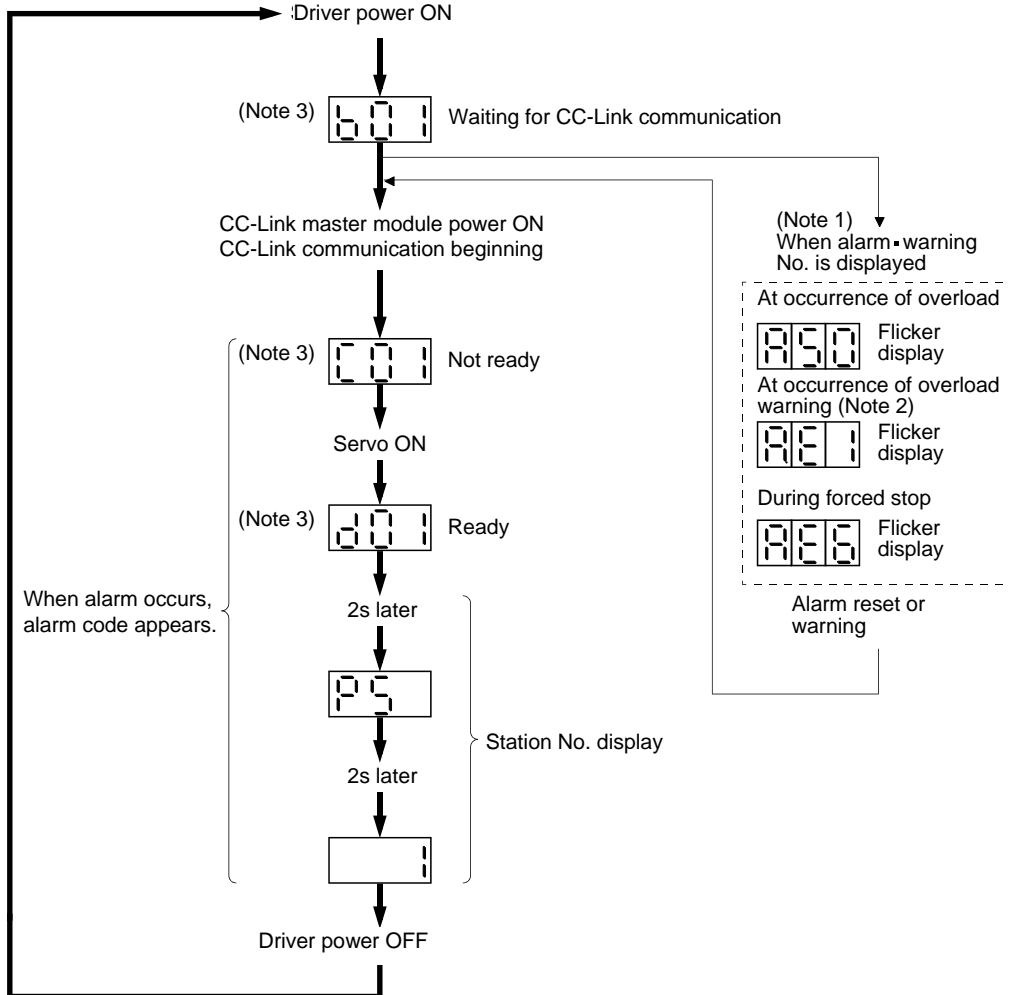 Driver power ON
(Note 3) b01 Waiting for CC-Link communication
CC-Link master module power ON
CC-Link communication beginning
(Note 3) C01 Not ready
Servo ON
(Note 3) d01 Ready
2s later
PS
2s later
1
Station No. display
When alarm occurs,
alarm code appears.
Driver power OFF
(Note 1)
When alarm▪warning
No. is displayed
At occurrence of overload
A50 Flicker
display
At occurrence of overload
warning (Note 2)
AE1 Flicker
display
During forced stop
AE6 Flicker
display
Alarm reset or
warning